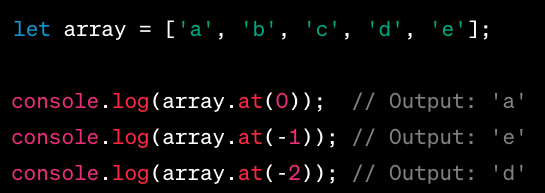 let array = ['a', 'b', 'c', 'd', 'e'];
console.log(array.at(0));  // Output: 'a'
console.log(array.at(-1)); // Output: 'e'
console.log(array.at(-2)); // Output: 'd'